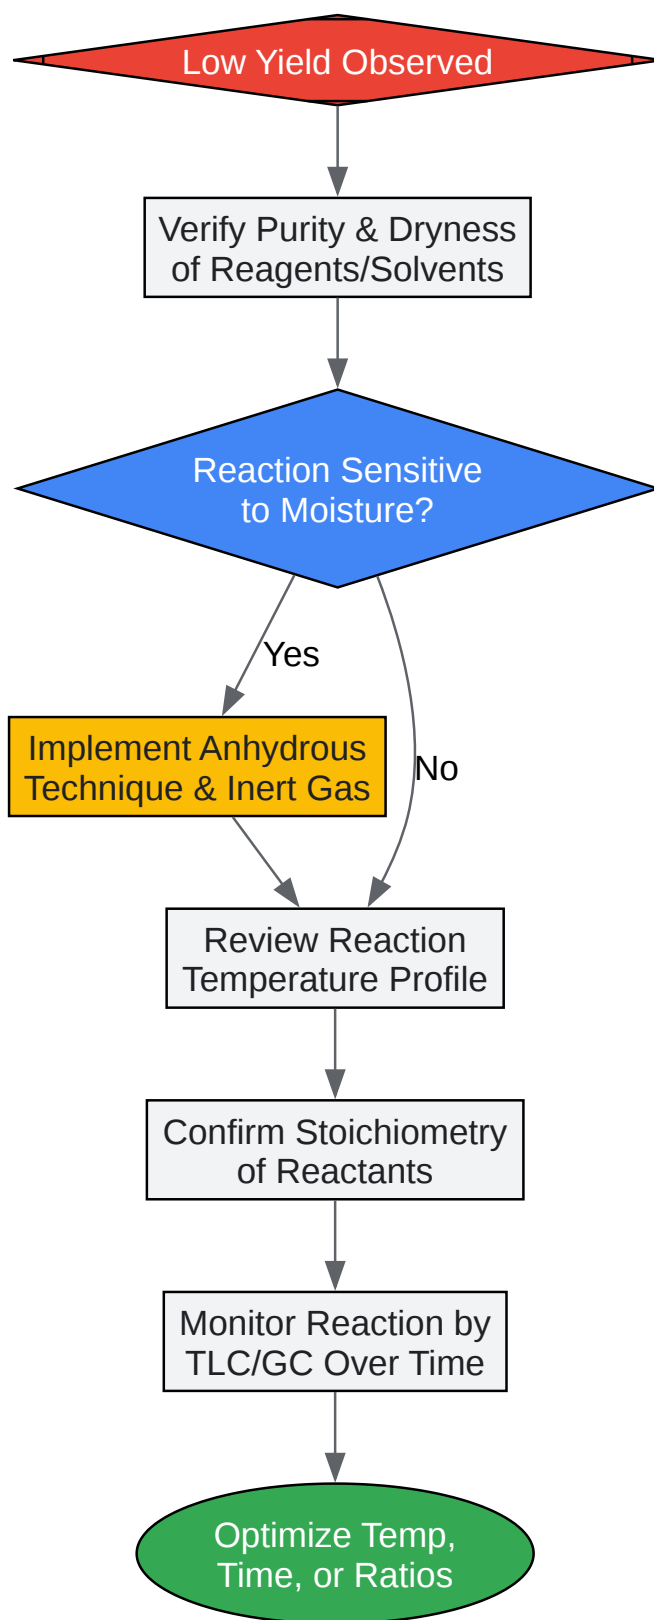 Low Yield Observed
Verify Purity & Dryness
of Reagents/Solvents
Reaction Sensitive
to Moisture?
Yes
Implement Anhydrous
Technique & Inert Gas
No
Review Reaction
Temperature Profile
Confirm Stoichiometry
of Reactants
Monitor Reaction by
TLC/GC Over Time
Optimize Temp,
Time, or Ratios